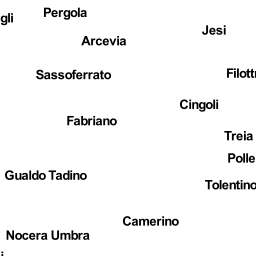 gli
Pergola
Jesi
Arcevia
Sassoferrato
Filott
Cingoli
Fabriano
Treia
Polle
Gualdo Tadino
Tolentino
Camerino
Nocera Umbra